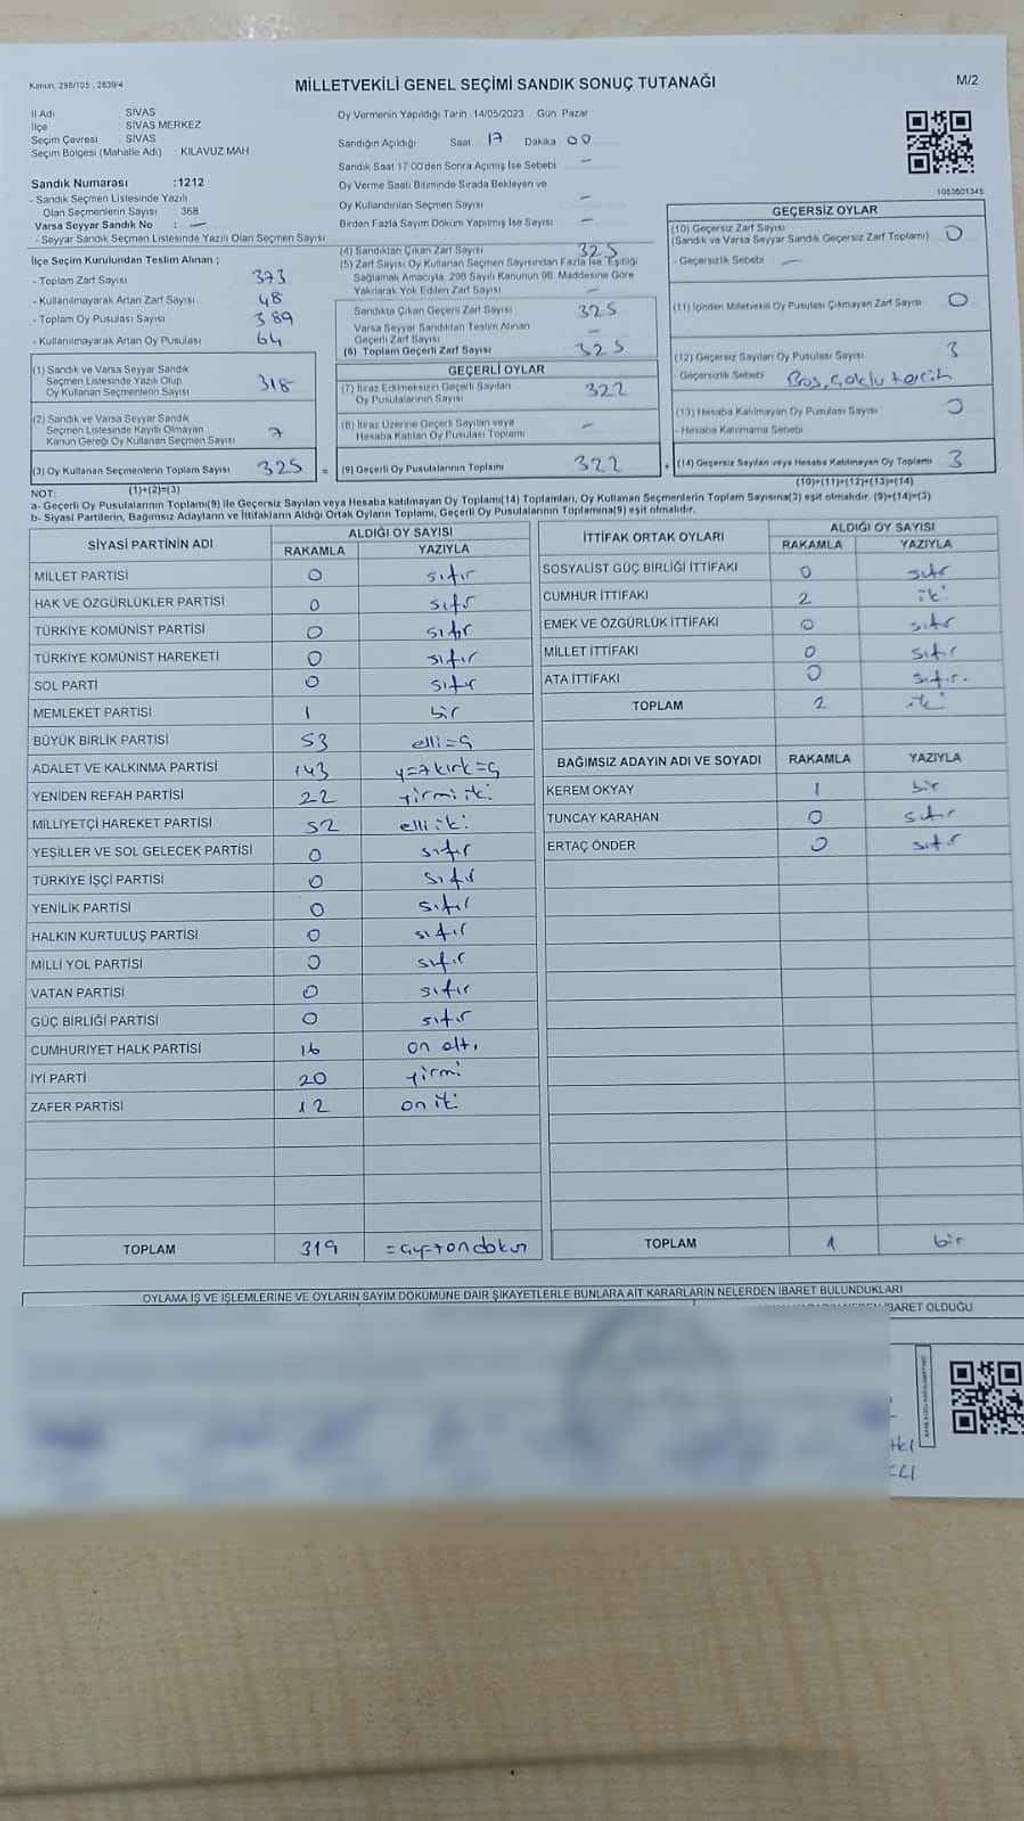 Kanun: 298/105 , 2839/4
MİLLETVEKİLİ GENEL SEÇİMİ SANDIK SONUÇ TUTANAĞI
M/2
İl Adı SİVAS
İlçe SİVAS MERKEZ
Seçim Çevresi SİVAS
Seçim Bölgesi (Mahalle Adı) : KILAVUZ MAH
Sandık Numarası :1212
- Sandık Seçmen Listesinde Yazılı
Olan Seçmenlerin Sayısı : 368
Varsa Seyyar Sandık No : —
- Seyyar Sandık Seçmen Listesinde Yazılı Olan Seçmen Sayısı
İlçe Seçim Kurulundan Teslim Alınan ;
- Toplam Zarf Sayısı 373
- Kullanılmayarak Artan Zarf Sayısı 48
- Toplam Oy Pusulası Sayısı 389
- Kullanılmayarak Artan Oy Pusulası 64
(1) Sandık ve Varsa Seyyar Sandık
Seçmen Listesinde Yazılı Olup
Oy Kullanan Seçmenlerin Sayısı 318
(2) Sandık ve Varsa Seyyar Sandık
Seçmen Listesinde Kayıtlı Olmayan
Kanun Gereği Oy Kullanan Seçmen Sayısı 7
(3) Oy Kullanan Seçmenlerin Toplam Sayısı 325 =
(1)+(2)=(3)
Oy Vermenin Yapıldığı Tarih :14/05/2023 Gün: Pazar
Sandığın Açıldığı Saat: 17 Dakika 00
Sandık Saat 17:00'den Sonra Açılmış İse Sebebi —
Oy Verme Saati Bitiminde Sırada Bekleyen ve
Oy Kullandırılan Seçmen Sayısı —
Birden Fazla Sayım Döküm Yapılmış İse Sayısı —
(4) Sandıktan Çıkan Zarf Sayısı 325
(5) Zarf Sayısı Oy Kullanan Seçmen Sayısından Fazla İse, Eşitliği
Sağlamak Amacıyla, 298 Sayılı Kanunun 98. Maddesine Göre
Yakılarak Yok Edilen Zarf Sayısı —
Sandıkta Çıkan Geçerli Zarf Sayısı 325
Varsa Seyyar Sandıktan Teslim Alınan
Geçerli Zarf Sayısı —
(6) Toplam Geçerli Zarf Sayısı 325
GEÇERLİ OYLAR
(7) İtiraz Edilmeksizin Geçerli Sayılan
Oy Pusulalarının Sayısı 322
(8) İtiraz Üzerine Geçerli Sayılan veya
Hesaba Katılan Oy Pusulası Toplamı —
(9) Geçerli Oy Pusulalarının Toplamı 322 +
1053601345
GEÇERSİZ OYLAR
(10) Geçersiz Zarf Sayısı
(Sandık ve Varsa Seyyar Sandık Geçersiz Zarf Toplamı) 0
- Geçersizlik Sebebi —
(11) İçinden Milletvekili Oy Pusulası Çıkmayan Zarf Sayısı 0
(12) Geçersiz Sayılan Oy Pusulası Sayısı 3
- Geçersizlik Sebebi Boş, çoklu tercih
(13) Hesaba Katılmayan Oy Pusulası Sayısı 0
- Hesaba Katılmama Sebebi
(14) Geçersiz Sayılan veya Hesaba Katılmayan Oy Toplamı 3
(10)+(11)+(12)+(13)=(14)
NOT:
a- Geçerli Oy Pusulalarının Toplamı(9) ile Geçersiz Sayılan veya Hesaba katılmayan Oy Toplamı(14) Toplamları, Oy Kullanan Seçmenlerin Toplam Sayısına(3) eşit olmalıdır. (9)+(14)=(3)
b- Siyasi Partilerin, Bağımsız Adayların ve İttifakların Aldığı Ortak Oyların Toplamı, Geçerli Oy Pusulalarının Toplamına(9) eşit olmalıdır.
SİYASİ PARTİNİN ADI ALDIĞI OY SAYISI
RAKAMLA YAZIYLA
MİLLET PARTİSİ 0 sıfır
HAK VE ÖZGÜRLÜKLER PARTİSİ 0 sıfır
TÜRKİYE KOMÜNİST PARTİSİ 0 sıfır
TÜRKİYE KOMÜNİST HAREKETİ 0 sıfır
SOL PARTİ 0 sıfır
MEMLEKET PARTİSİ 1 bir
BÜYÜK BİRLİK PARTİSİ 53 elli=ç
ADALET VE KALKINMA PARTİSİ 143 y=z kırk=ç
YENİDEN REFAH PARTİSİ 22 yirmi iki
MİLLİYETÇİ HAREKET PARTİSİ 52 elli iki
YEŞİLLER VE SOL GELECEK PARTİSİ 0 sıfır
TÜRKİYE İŞÇİ PARTİSİ 0 sıfır
YENİLİK PARTİSİ 0 sıfır
HALKIN KURTULUŞ PARTİSİ 0 sıfır
MİLLİ YOL PARTİSİ 0 sıfır
VATAN PARTİSİ 0 sıfır
GÜÇ BİRLİĞİ PARTİSİ 0 sıfır
CUMHURİYET HALK PARTİSİ 16 on altı
İYİ PARTİ 20 yirmi
ZAFER PARTİSİ 12 on iki
TOPLAM 319 =çyüzondokuz
İTTİFAK ORTAK OYLARI ALDIĞI OY SAYISI
RAKAMLA YAZIYLA
SOSYALİST GÜÇ BİRLİĞİ İTTİFAKI 0 sıfır
CUMHUR İTTİFAKI 2 iki
EMEK VE ÖZGÜRLÜK İTTİFAKI 0 sıfır
MİLLET İTTİFAKI 0 sıfır
ATA İTTİFAKI 0 sıfır.
TOPLAM 2 iki
BAĞIMSIZ ADAYIN ADI VE SOYADI RAKAMLA YAZIYLA
KEREM OKYAY 1 bir
TUNCAY KARAHAN 0 sıfır
ERTAÇ ÖNDER 0 sıfır
TOPLAM 1 bir
OYLAMA İŞ VE İŞLEMLERİNE VE OYLARIN SAYIM DÖKÜMÜNE DAİR ŞİKAYETLERLE BUNLARA AİT KARARLARIN NELERDEN İBARET BULUNDUKLARI
İBARET OLDUĞU